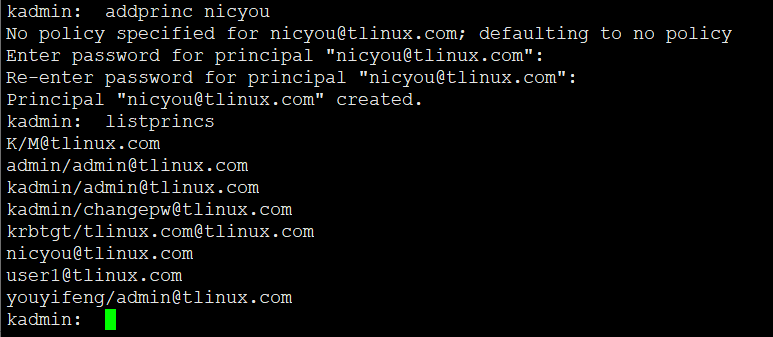 kadmin:  addprinc nicyou
No policy specified for nicyou@tlinux.com; defaulting to no policy
Enter password for principal "nicyou@tlinux.com":
Re-enter password for principal "nicyou@tlinux.com":
Principal "nicyou@tlinux.com" created.
kadmin:  listprincs
K/M@tlinux.com
admin/admin@tlinux.com
kadmin/admin@tlinux.com
kadmin/changepw@tlinux.com
krbtgt/tlinux.com@tlinux.com
nicyou@tlinux.com
user1@tlinux.com
youyifeng/admin@tlinux.com
kadmin: